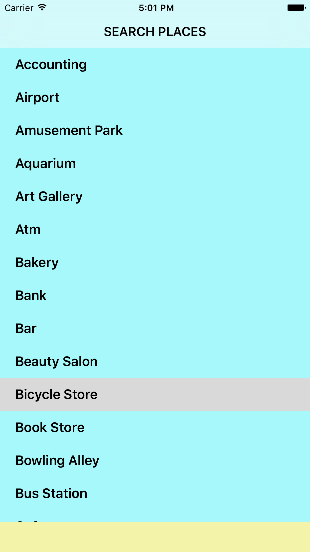 Carrier 5:01 PM
SEARCH PLACES
Accounting
Airport
Amusement Park
Aquarium
Art Gallery
Atm
Bakery
Bank
Bar
Beauty Salon
Bicycle Store
Book Store
Bowling Alley
Bus Station